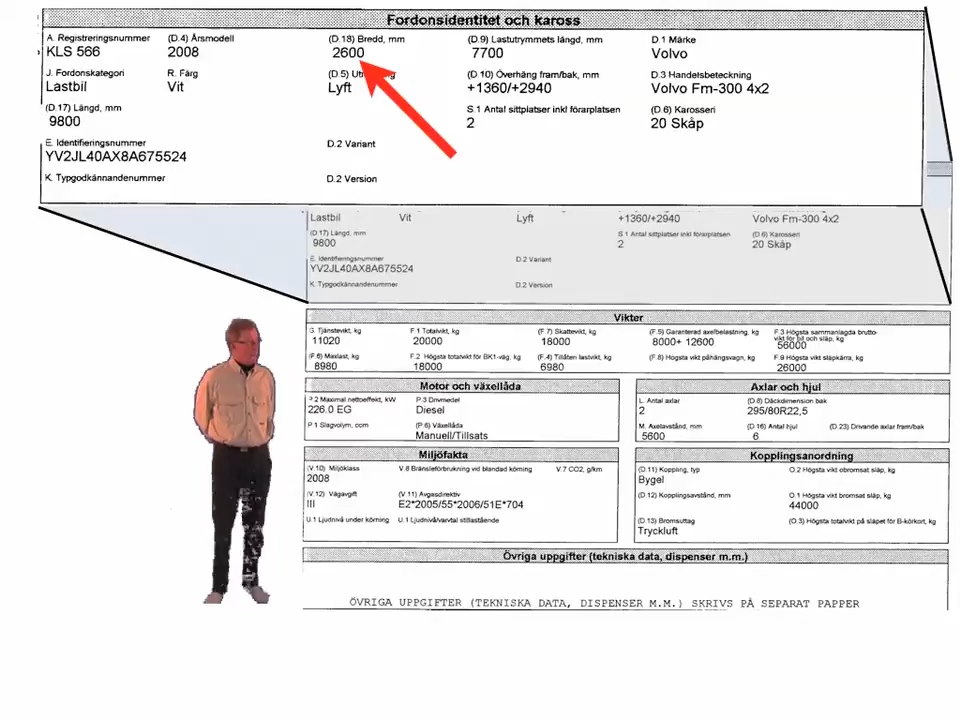 Fordonsidentitet och kaross
A. Registreringsnummer (D.4) Årsmodell (D.18) Bredd, mm (D.9) Lastutrymmets längd, mm D.1 Märke
KLS 566 2008 2600 7700 Volvo
J. Fordonskategori R. Färg (D.5) (D.10) Överhäng fram/bak, mm D.3 Handelsbeteckning
Lastbil Vit Lyft +1360/+2940 Volvo Fm-300 4x2
(D.17) Längd, mm S.1 Antal sittplatser inkl förarplatsen (D.6) Karosseri
9800 2 20 Skåp
E. Identifieringsnummer D.2 Variant
YV2JL40AX8A675524
K. Typgodkännandenummer D.2 Version
Lastbil Vit Lyft +1360/+2940 Volvo Fm-300 4x2
(D.17) Längd, mm S.1 Antal sittplatser inkl förarplatsen (D.6) Karosseri
9800 2 20 Skåp
E. Identifieringsnummer D.2 Variant
YV2JL40AX8A675524
K. Typgodkännandenummer D.2 Version
Vikter
G. Tjänstevikt, kg F.1 Totalvikt, kg (F.7) Skattevikt, kg (F.5) Garanterad axelbelastning, kg F.3 Högsta sammanlagda brutto-
vikt för bil och släp, kg
11020 20000 18000 8000+ 12600 56000
(F.6) Maxlast, kg F.2 Högsta totalvikt för BK1-väg, kg (F.4) Tillåten lastvikt, kg (F.8) Högsta vikt påhängsvagn, kg F.9 Högsta vikt släpkärra, kg
8980 18000 6980 26000
Motor och växellåda
P.2 Maximal nettoeffekt, kW P.3 Drivmedel
226.0 EG Diesel
P.1 Slagvolym, ccm (P.6) Växellåda
Manuell/Tillsats
Axlar och hjul
L. Antal axlar (D.8) Däckdimension bak
2 295/80R22,5
M. Axelavstånd, mm (D.16) Antal hjul (D.23) Drivande axlar fram/bak
5600 6
Miljöfakta
(V.10) Miljöklass V.8 Bränsleförbrukning vid blandad körning V.7 CO2, g/km
2008
(V.12) Vägavgift (V.11) Avgasdirektiv
III E2*2005/55*2006/51E*704
U.1 Ljudnivå under körning U.1 Ljudnivå/varvtal stillastående
Kopplingsanordning
(D.11) Koppling, typ O.2 Högsta vikt obromsat släp, kg
Bygel
(D.12) Kopplingsavstånd, mm O.1 Högsta vikt bromsat släp, kg
44000
(D.13) Bromsuttag (O.3) Högsta totalvikt på släpet för B-körkort, kg
Tryckluft
Övriga uppgifter (tekniska data, dispenser m.m.)
ÖVRIGA UPPGIFTER (TEKNISKA DATA, DISPENSER M.M.) SKRIVS PÅ SEPARAT PAPPER